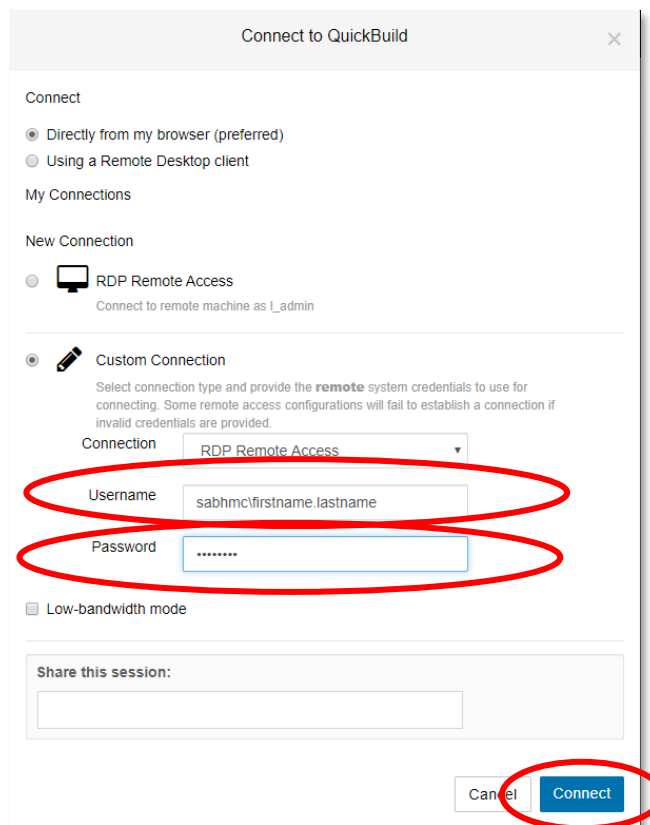 Connect to QuickBuild
×
Connect
Directly from my browser (preferred)
Using a Remote Desktop client
My Connections
New Connection
RDP Remote Access
Connect to remote machine as l_admin
Custom Connection
Select connection type and provide the remote system credentials to use for
connecting. Some remote access configurations will fail to establish a connection if
invalid credentials are provided.
Connection RDP Remote Access
Username sabhmc\firstname.lastname
Password ••••••••
Low-bandwidth mode
Share this session:
Cancel Connect